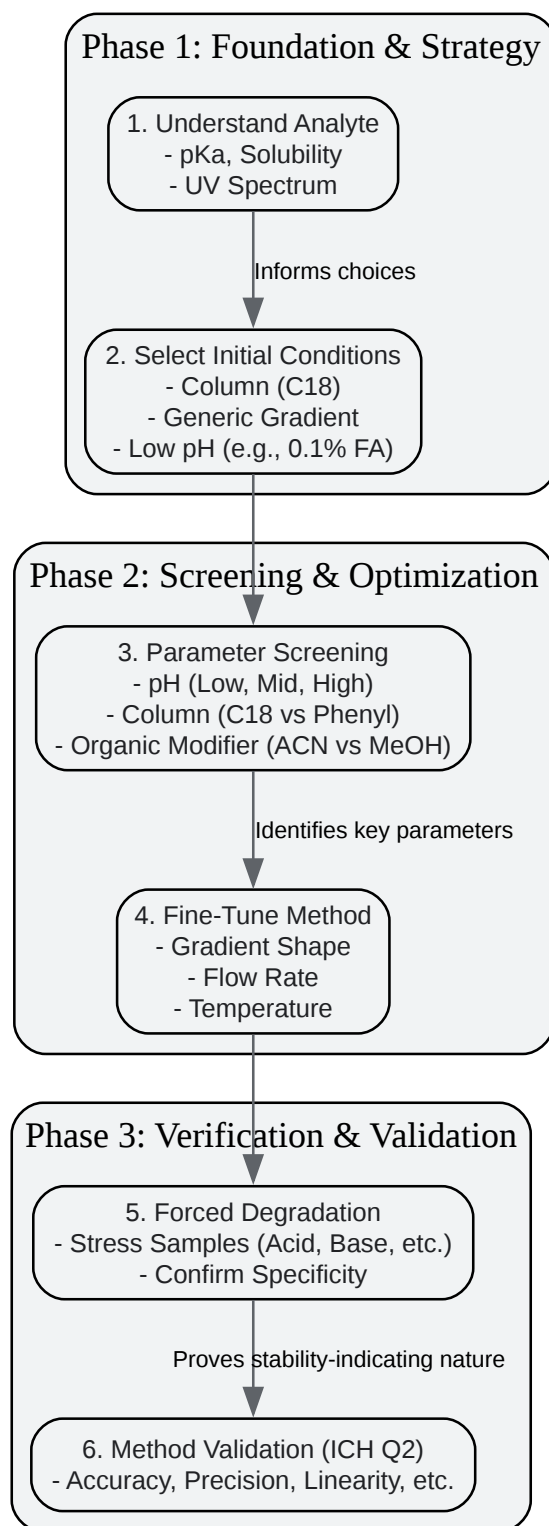 Phase 1: Foundation & Strategy
1. Understand Analyte
- pKa, Solubility
- UV Spectrum
Informs choices
2. Select Initial Conditions
- Column (C18)
- Generic Gradient
- Low pH (e.g., 0.1% FA)
Phase 2: Screening & Optimization
3. Parameter Screening
- pH (Low, Mid, High)
- Column (C18 vs Phenyl)
- Organic Modifier (ACN vs MeOH)
Identifies key parameters
4. Fine-Tune Method
- Gradient Shape
- Flow Rate
- Temperature
Phase 3: Verification & Validation
5. Forced Degradation
- Stress Samples (Acid, Base, etc.)
- Confirm Specificity
Proves stability-indicating nature
6. Method Validation (ICH Q2)
- Accuracy, Precision, Linearity, etc.